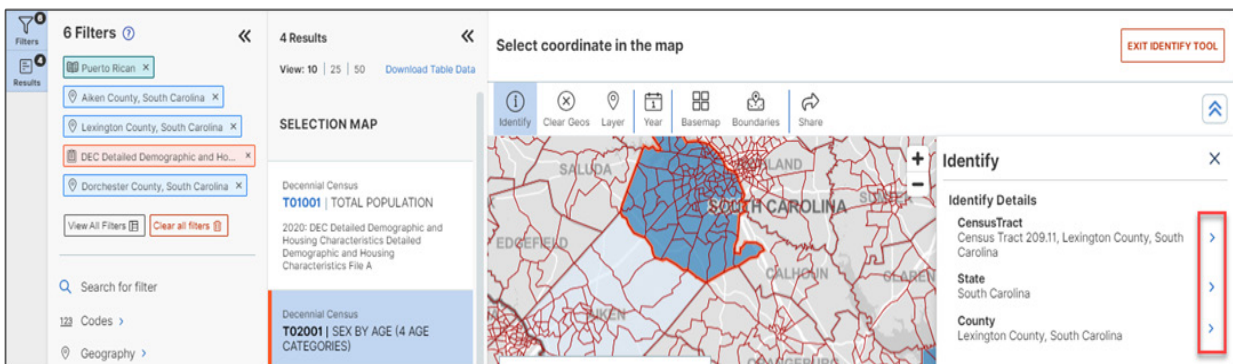 8
Filters
4
Results
6 Filters ?
Puerto Rican ×
Aiken County, South Carolina ×
Lexington County, South Carolina ×
DEC Detailed Demographic and Ho... ×
Dorchester County, South Carolina ×
View All Filters
Clear all filters
Search for filter
123 Codes >
Geography >
4 Results
View: 10 | 25 | 50 Download Table Data
SELECTION MAP
Decennial Census
T01001 | TOTAL POPULATION
2020: DEC Detailed Demographic and
Housing Characteristics Detailed
Demographic and Housing
Characteristics File A
Decennial Census
T02001 | SEX BY AGE (4 AGE
CATEGORIES)
Select coordinate in the map
EXIT IDENTIFY TOOL
Identify
Clear Geos
Layer
Year
Basemap
Boundaries
Share
SALUDA
SOUTH CAROLINA
EDGEFIELD
CALHOUN
+
−
Identify ×
Identify Details
CensusTract
Census Tract 209.11, Lexington County, South
Carolina
State
South Carolina
County
Lexington County, South Carolina